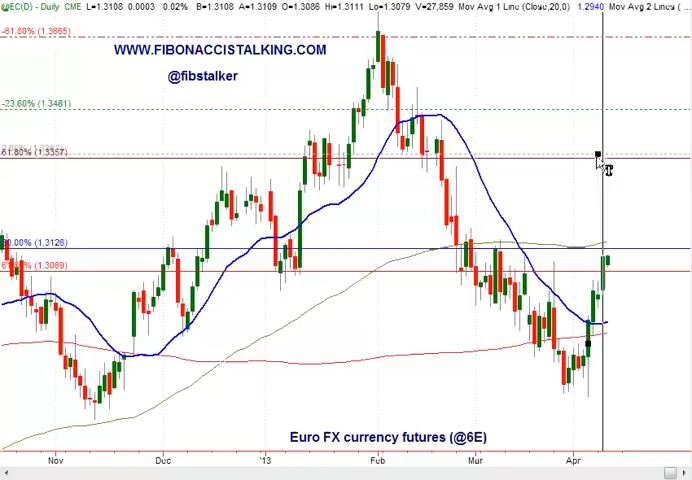 @EC(D) - Daily CME L=1.3108 0.0003 0.02% B=1.3108 A=1.3109 O=1.3086 Hi=1.3111 Lo=1.3079 V=27,859 Mov Avg 1 Line (Close,20,0) 1.2940 Mov Avg 2 Lines (...
-61.80% (1.3665)
WWW.FIBONACCISTALKING.COM
@fibstalker
-23.60% (1.3481)
61.80% (1.3357)
(1.3126)
(1.3069)
Euro FX currency futures (@6E)
Nov Dec '13 Feb Mar Apr